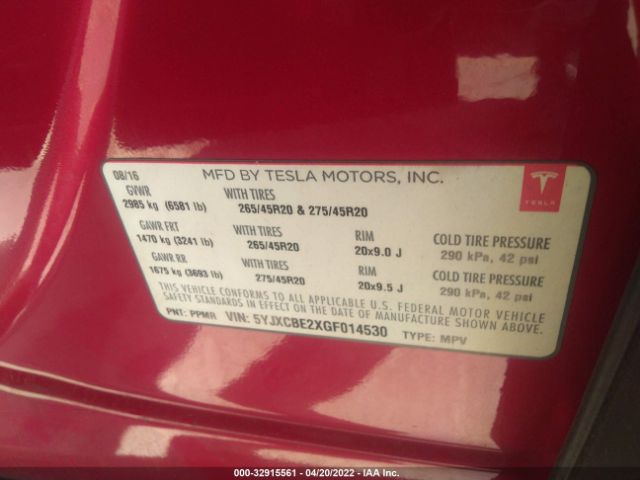 08/16 MFD BY TESLA MOTORS, INC.
GVWR WITH TIRES
2985 kg (6581 lb) 265/45R20 & 275/45R20
TESLA
GAWR FRT WITH TIRES RIM COLD TIRE PRESSURE
1470 kg (3241 lb) 265/45R20 20x9.0 J 290 kPa, 42 psi
GAWR RR WITH TIRES RIM COLD TIRE PRESSURE
1675 kg (3693 lb) 275/45R20 20x9.5 J 290 kPa, 42 psi
THIS VEHICLE CONFORMS TO ALL APPLICABLE U.S. FEDERAL MOTOR VEHICLE
SAFETY STANDARDS IN EFFECT ON THE DATE OF MANUFACTURE SHOWN ABOVE.
PNT: PPMR VIN: 5YJXCBE2XGF014530 TYPE: MPV
000-32915561 - 04/20/2022 - IAA Inc.